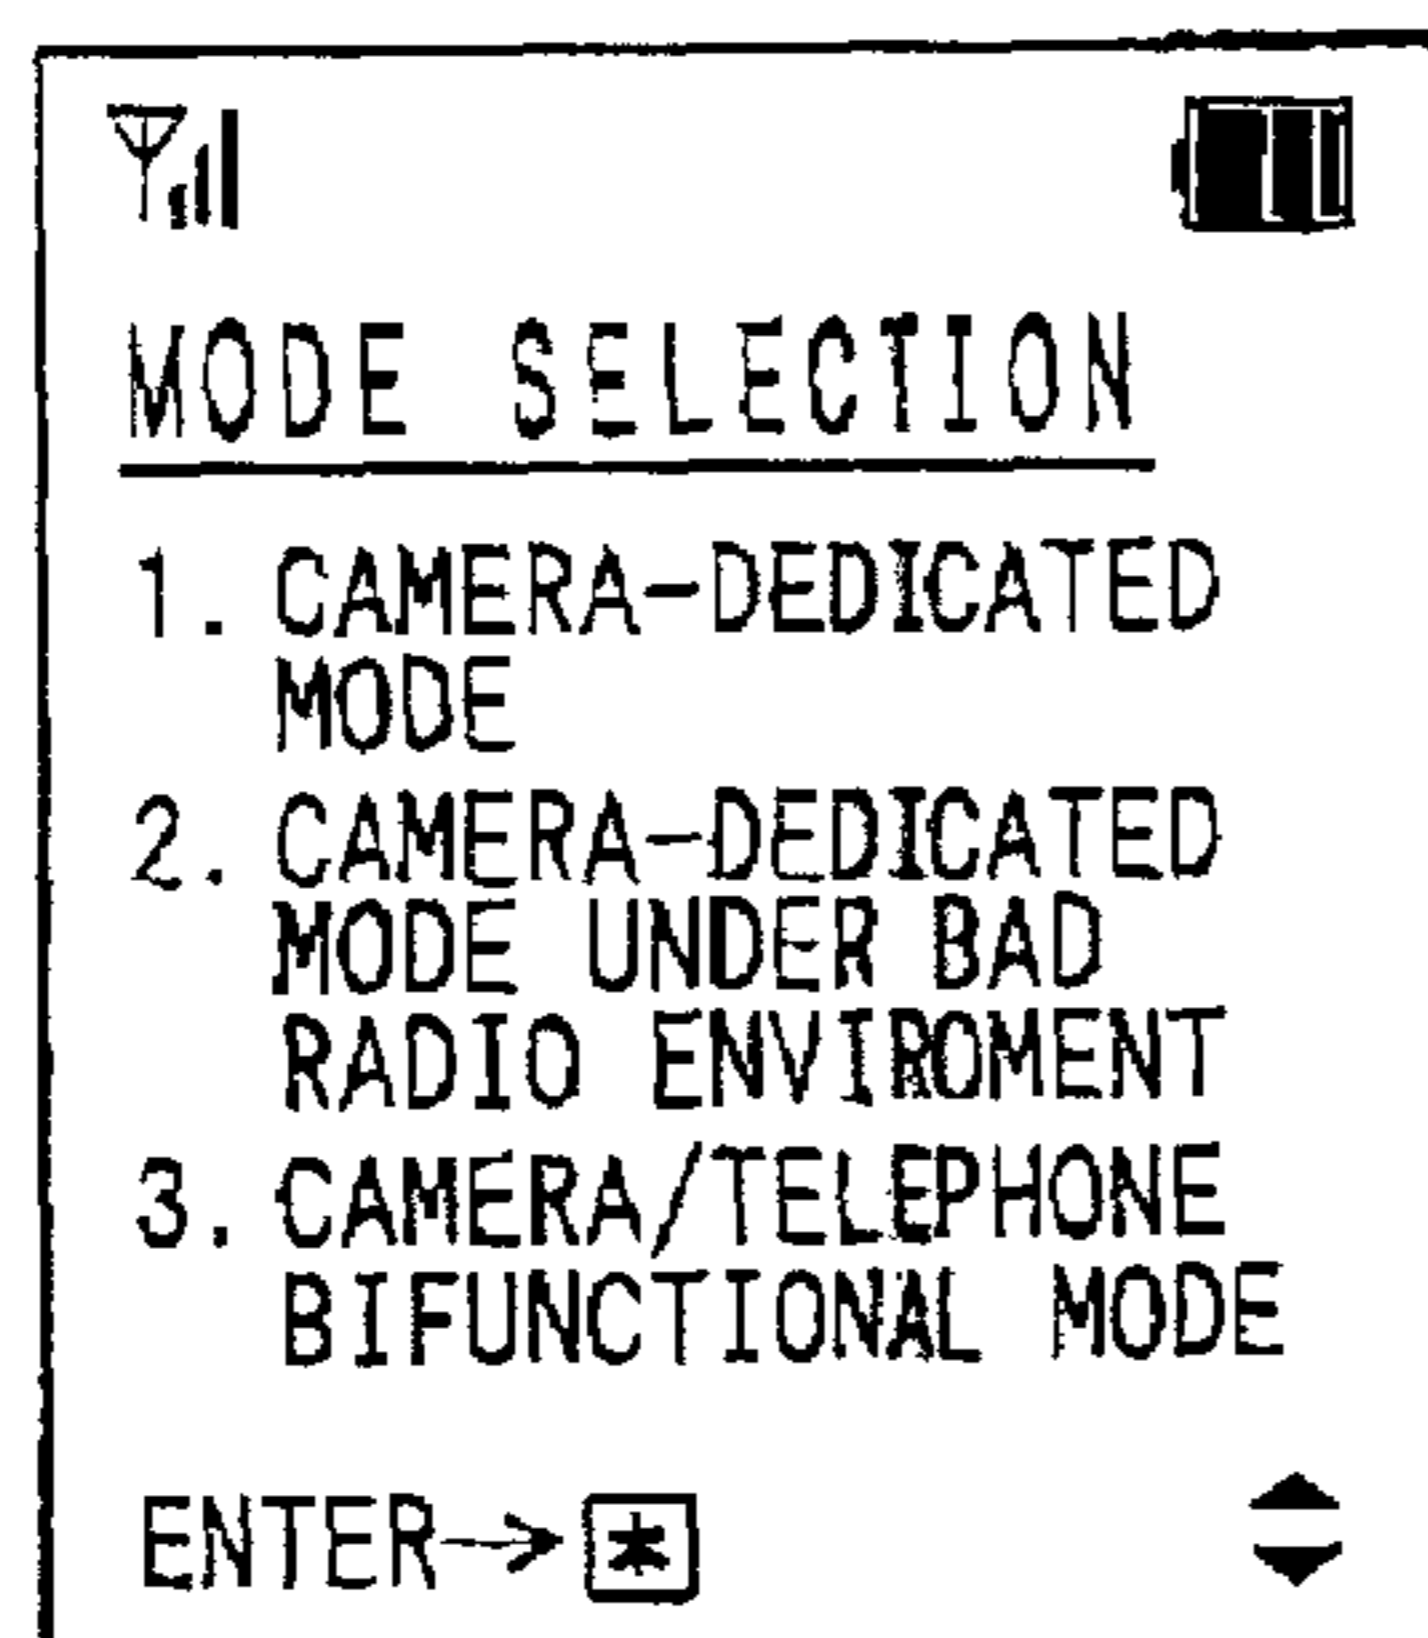 MODE SELECTION
1. CAMERA-DEDICATED
MODE
2. CAMERA-DEDICATED
MODE UNDER BAD
RADIO ENVIROMENT
3. CAMERA/TELEPHONE
BIFUNCTIONAL MODE
ENTER→*